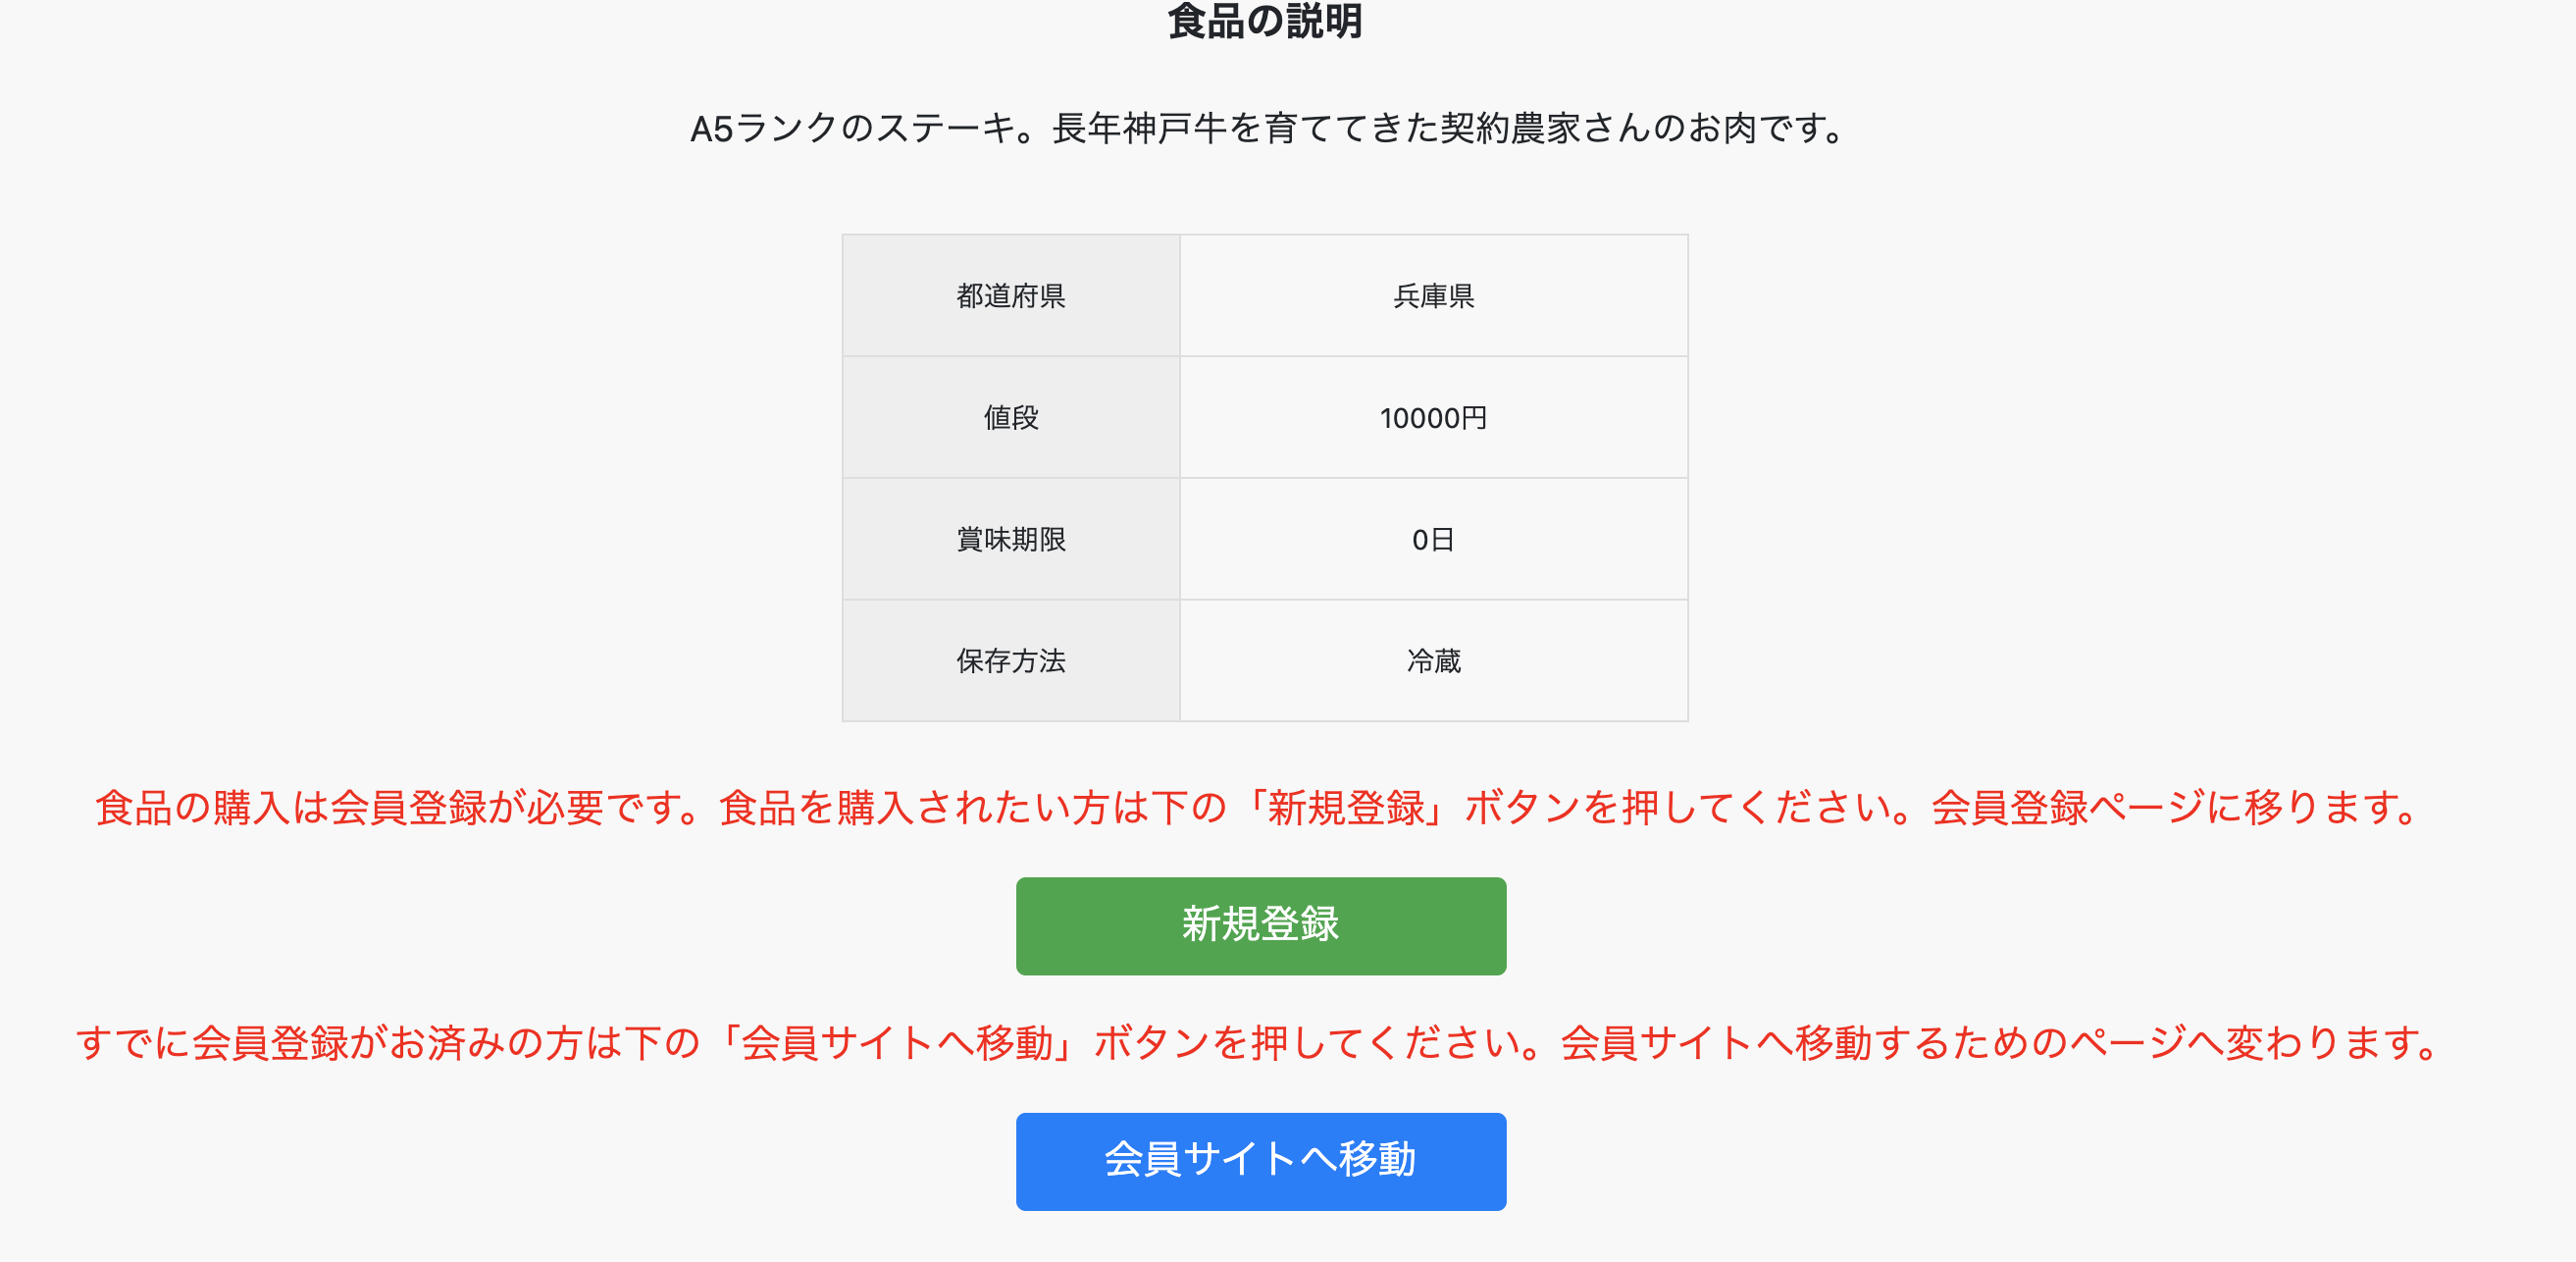 食品の説明
A5ランクのステーキ。長年神戸牛を育ててきた契約農家さんのお肉です。
都道府県 兵庫県
値段 10000円
賞味期限 0日
保存方法 冷蔵
食品の購入は会員登録が必要です。食品を購入されたい方は下の「新規登録」ボタンを押してください。会員登録ページに移ります。
新規登録
すでに会員登録がお済みの方は下の「会員サイトへ移動」ボタンを押してください。会員サイトへ移動するためのページへ変わります。
会員サイトへ移動